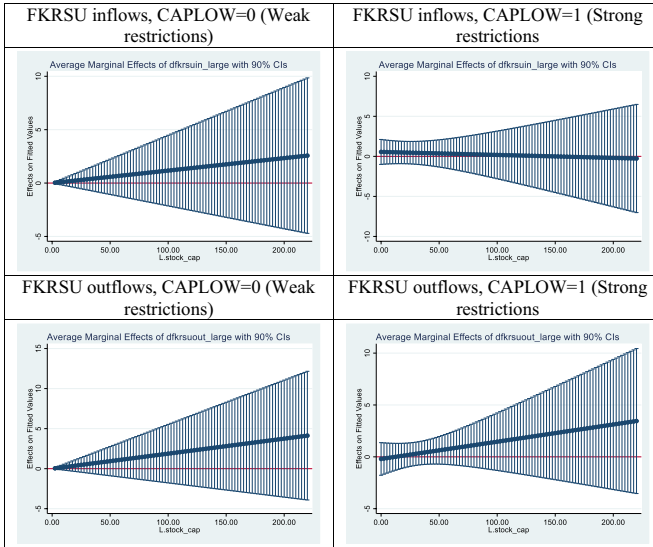 FKRSU inflows, CAPLOW=0 (Weak
restrictions)
FKRSU inflows, CAPLOW=1 (Strong
restrictions
Average Marginal Effects of dfkrsuin_large with 90% CIs
10
5
0
-5
Effects on Fitted Values
0.00
50.00
100.00
150.00
200.00
L.stock_cap
Average Marginal Effects of dfkrsuin_large with 90% CIs
10
5
0
-5
-10
Effects on Fitted Values
0.00
50.00
100.00
150.00
200.00
L.stock_cap
FKRSU outflows, CAPLOW=0 (Weak
restrictions)
FKRSU outflows, CAPLOW=1 (Strong
restrictions
Average Marginal Effects of dfkrsuout_large with 90% CIs
15
10
5
0
-5
Effects on Fitted Values
0.00
50.00
100.00
150.00
200.00
L.stock_cap
Average Marginal Effects of dfkrsuout_large with 90% CIs
10
5
0
-5
Effects on Fitted Values
0.00
50.00
100.00
150.00
200.00
L.stock_cap